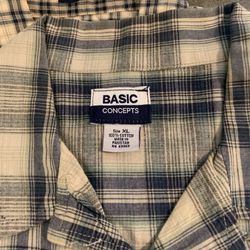 BASIC
CONCEPTS
Size XL
100% COTTON
MADE IN
PAKISTAN